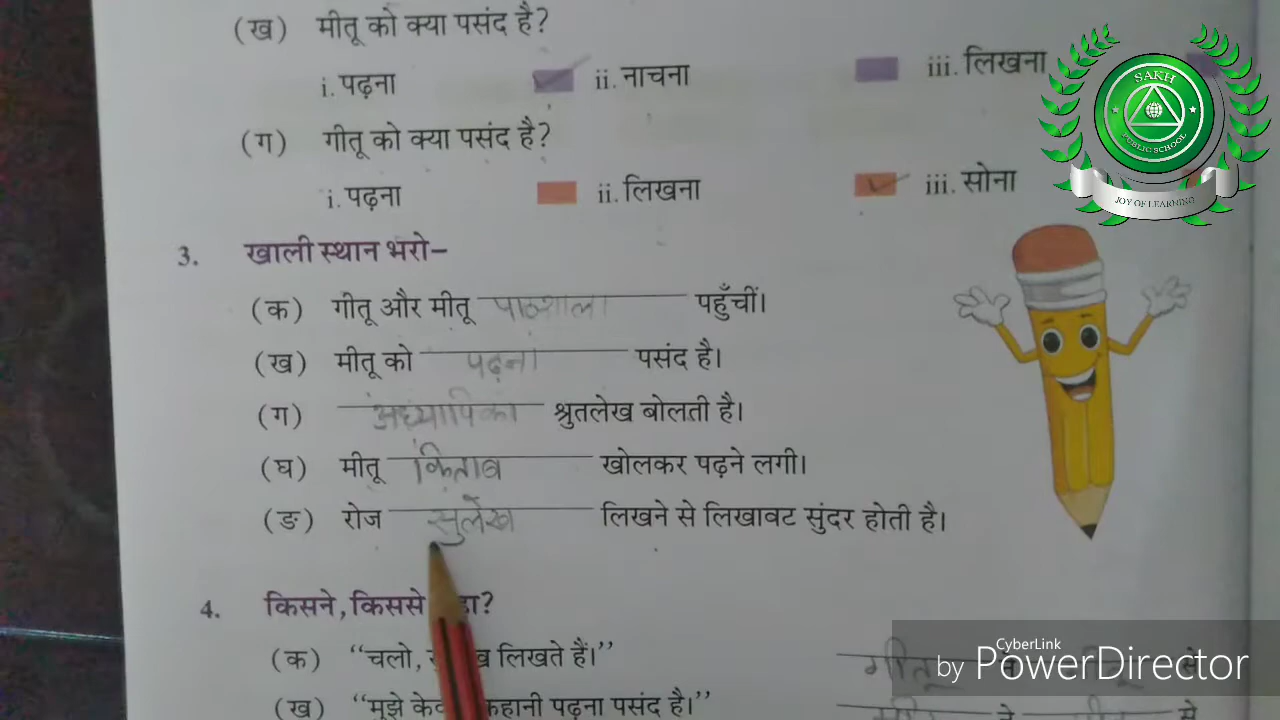 (ख) मीतू को क्या पसंद है?
i. पढ़ना ii. नाचना iii. लिखना
(ग) गीतू को क्या पसंद है?
i. पढ़ना ii. लिखना iii. सोना
3. खाली स्थान भरो–
(क) गीतू और मीतू पाठशाला पहुँचीं।
(ख) मीतू को पढ़ना पसंद है।
(ग) अध्यापिका श्रुतलेख बोलती है।
(घ) मीतू किताब खोलकर पढ़ने लगी।
(ङ) रोज सुलेख लिखने से लिखावट सुंदर होती है।
4. किसने, किससे
(क) “चलो, लिखते हैं।” गीतू
(ख) “मुझे कहानी पढ़ना पसंद है।” ने से
SAKH
PUBLIC SCHOOL
JOY OF LEARNING
CyberLink
by PowerDirector